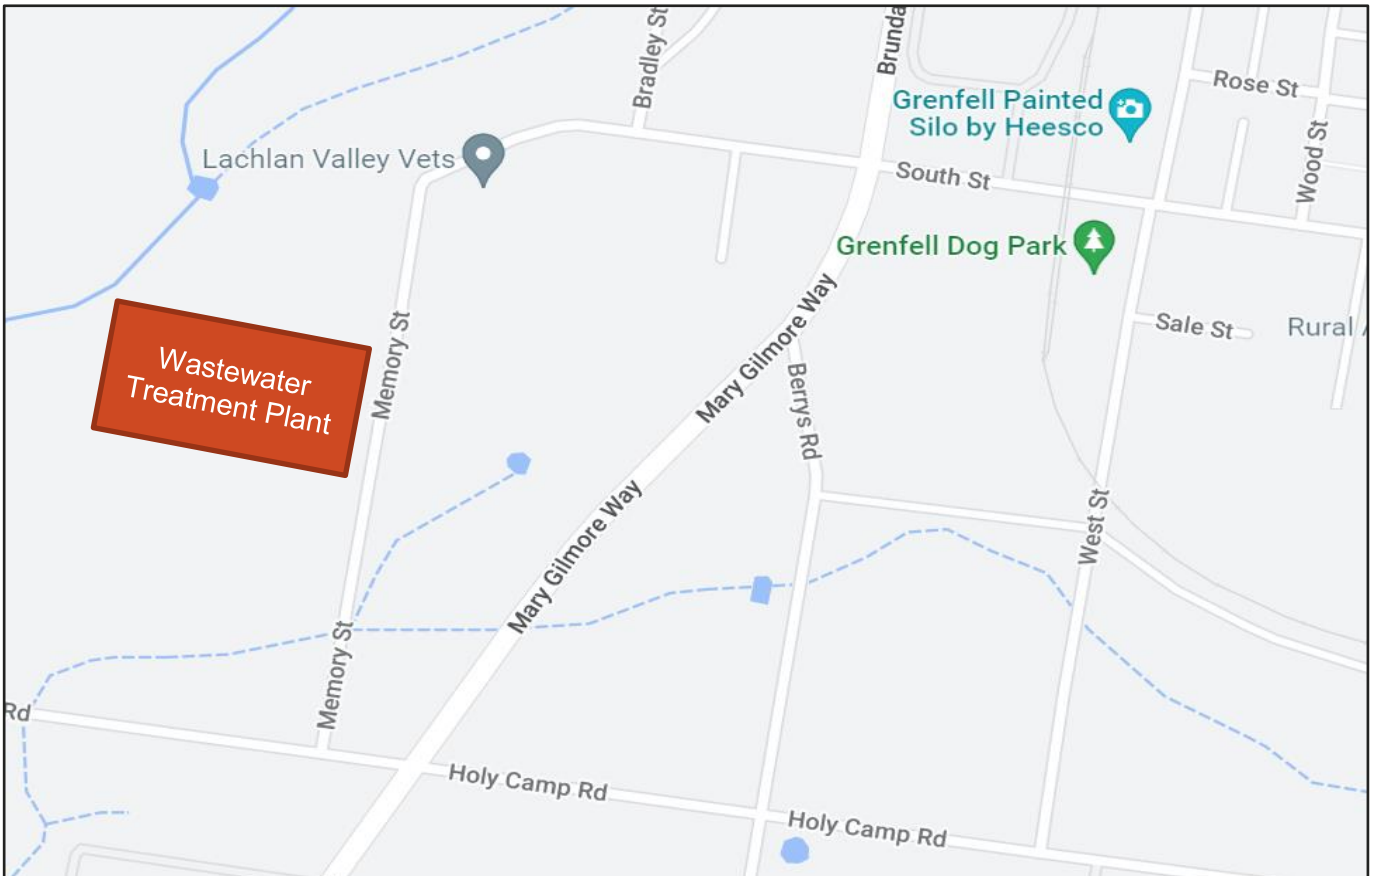 Bradley St
Brunda
Rose St
Grenfell Painted
Silo by Heesco
Wood St
Lachlan Valley Vets
South St
Grenfell Dog Park
Mary Gilmore Way
Memory St
Sale St
Rural
Wastewater
Treatment Plant
Berrys Rd
Mary Gilmore Way
West St
Memory St
Rd
Holy Camp Rd
Holy Camp Rd